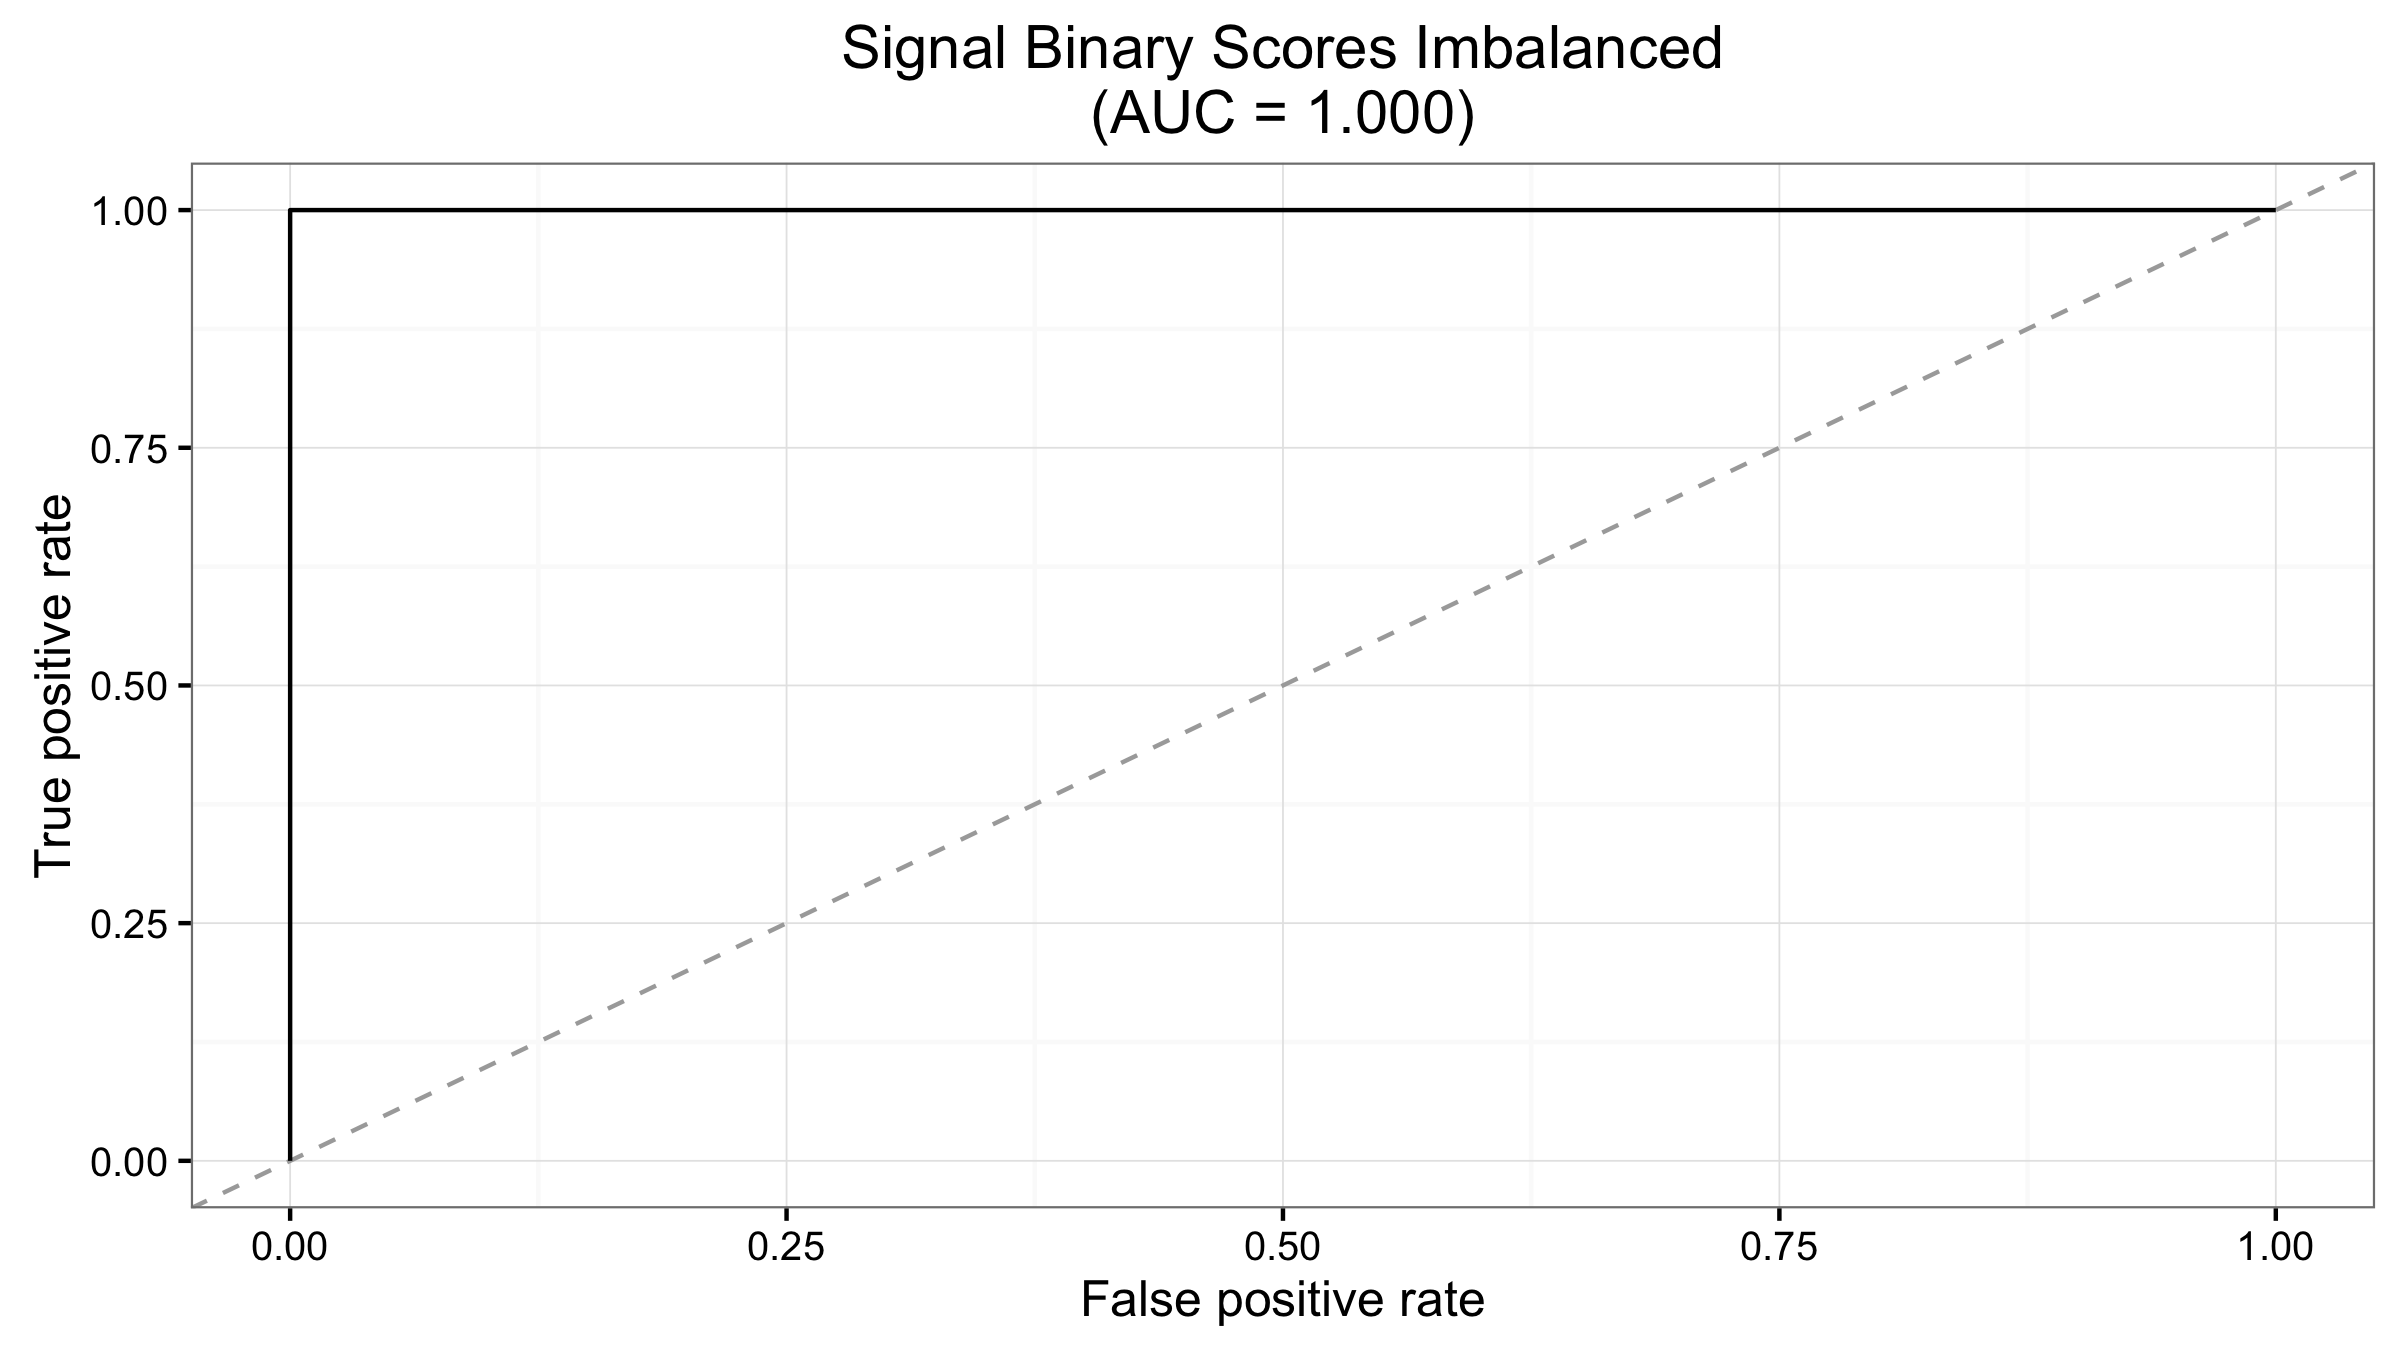 Signal Binary Scores Imbalanced
(AUC = 1.000)
True positive rate
1.00
0.75
0.50
0.25
0.00
0.00
0.25
0.50
0.75
1.00
False positive rate